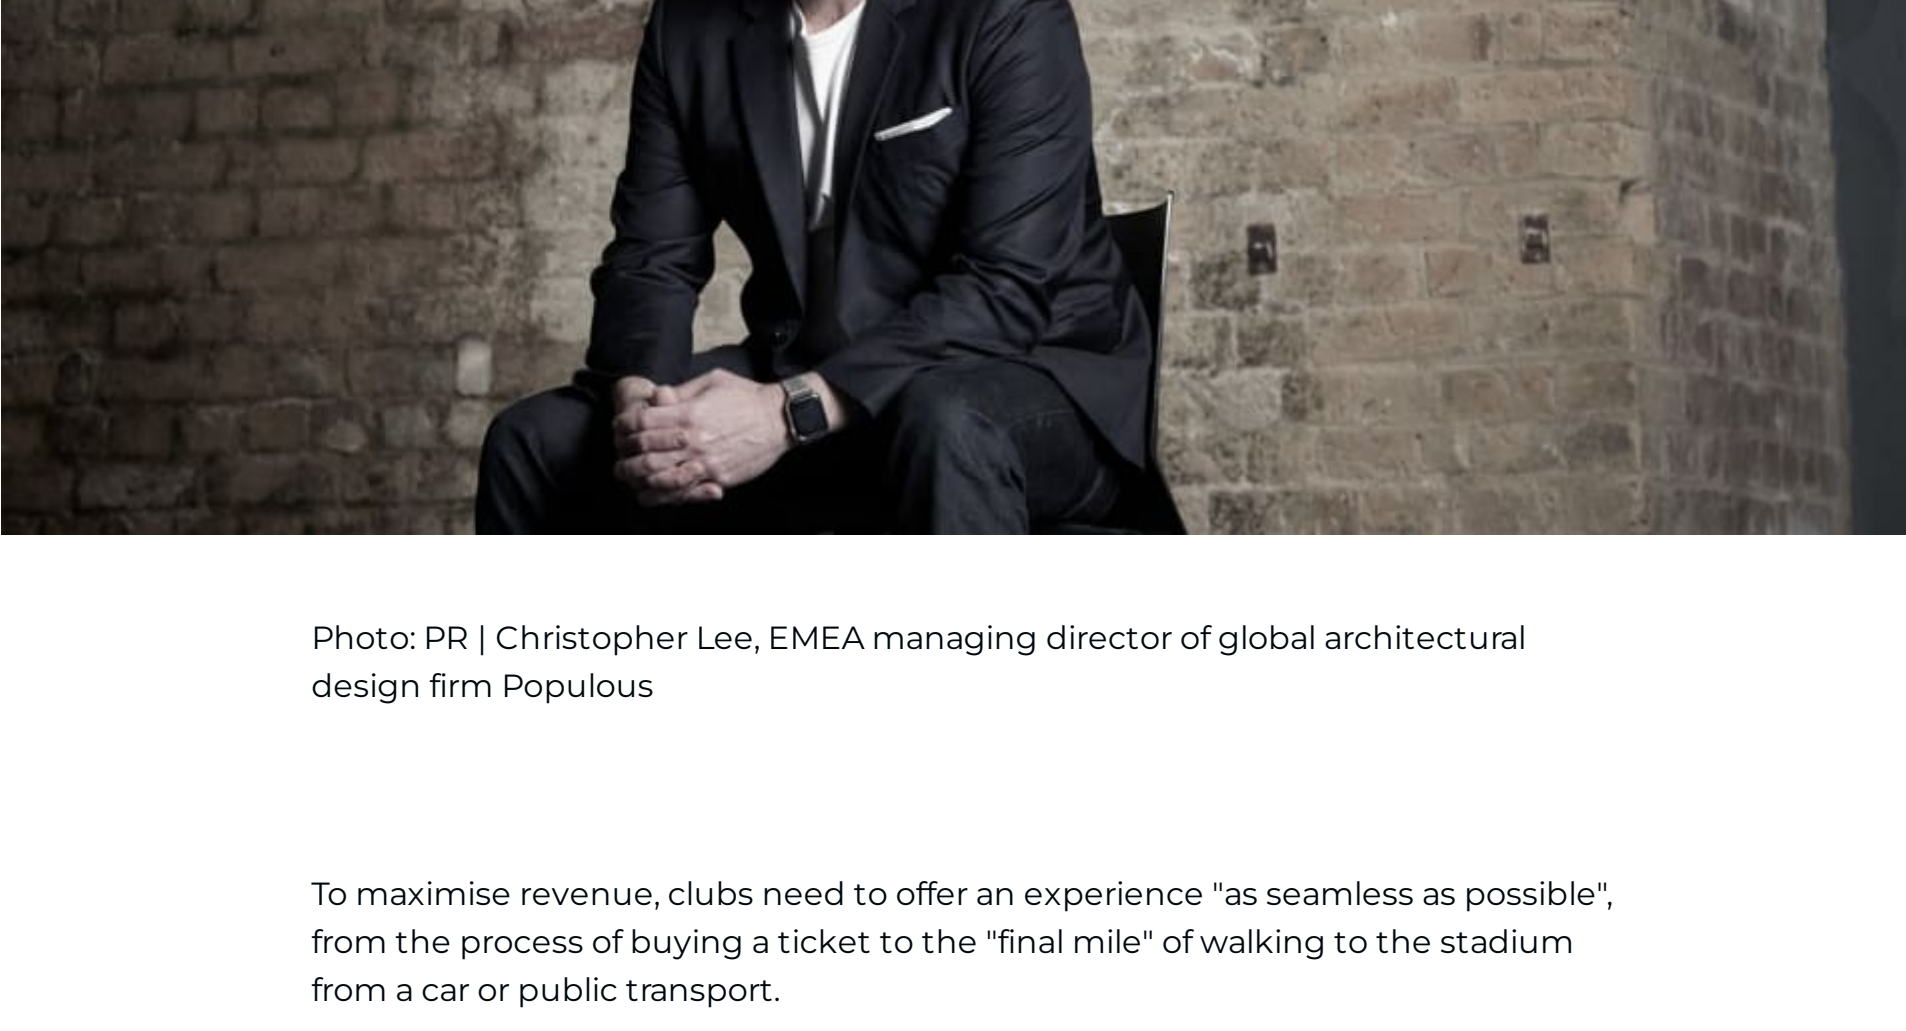 Photo: PR | Christopher Lee, EMEA managing director of global architectural
design firm Populous
To maximise revenue, clubs need to offer an experience "as seamless as possible",
from the process of buying a ticket to the "final mile" of walking to the stadium
from a car or public transport.